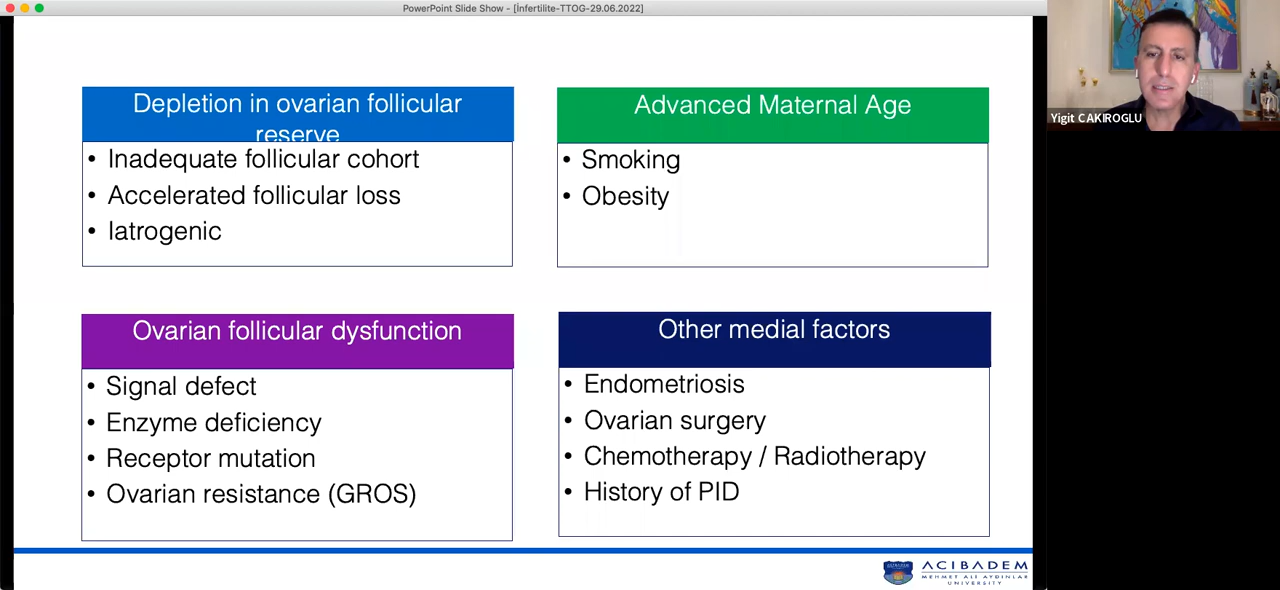 PowerPoint Slide Show - [İnfertilite-TTOG-29.06.2022]
Depletion in ovarian follicular
reserve
• Inadequate follicular cohort
• Accelerated follicular loss
• Iatrogenic
Advanced Maternal Age
• Smoking
• Obesity
Ovarian follicular dysfunction
• Signal defect
• Enzyme deficiency
• Receptor mutation
• Ovarian resistance (GROS)
Other medial factors
• Endometriosis
• Ovarian surgery
• Chemotherapy / Radiotherapy
• History of PID
Yigit CAKIROGLU
ACIBADEM
MEHMET ALİ AYDINLAR
UNIVERSITY